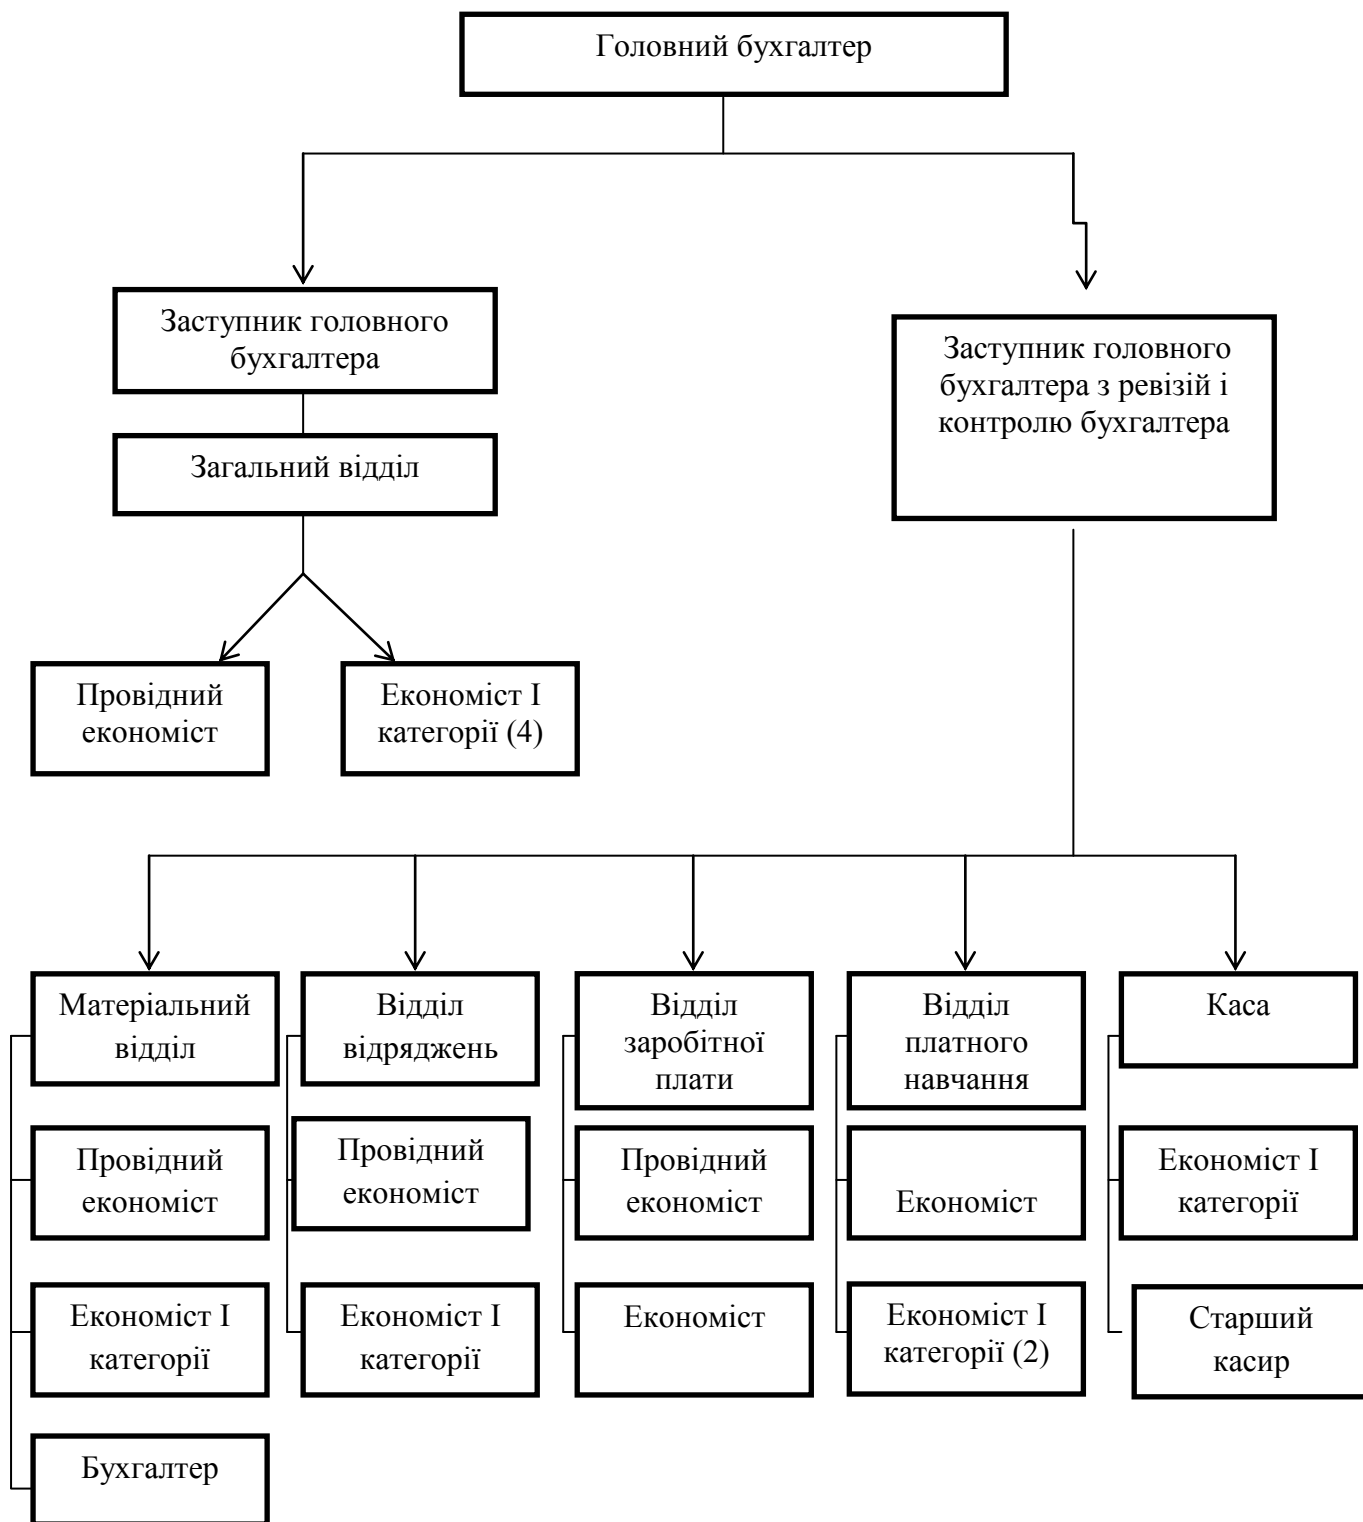 Головний бухгалтер
Заступник головного
бухгалтера
Заступник головного
бухгалтера з ревізій і
контролю бухгалтера
Загальний відділ
Провідний
економіст
Економіст І
категорії (4)
Матеріальний
відділ
Відділ
відряджень
Відділ
заробітної
плати
Відділ
платного
навчання
Каса
Провідний
економіст
Провідний
економіст
Провідний
економіст
Економіст
Економіст І
категорії
Економіст І
категорії
Економіст І
категорії
Економіст
Економіст І
категорії (2)
Старший
касир
Бухгалтер